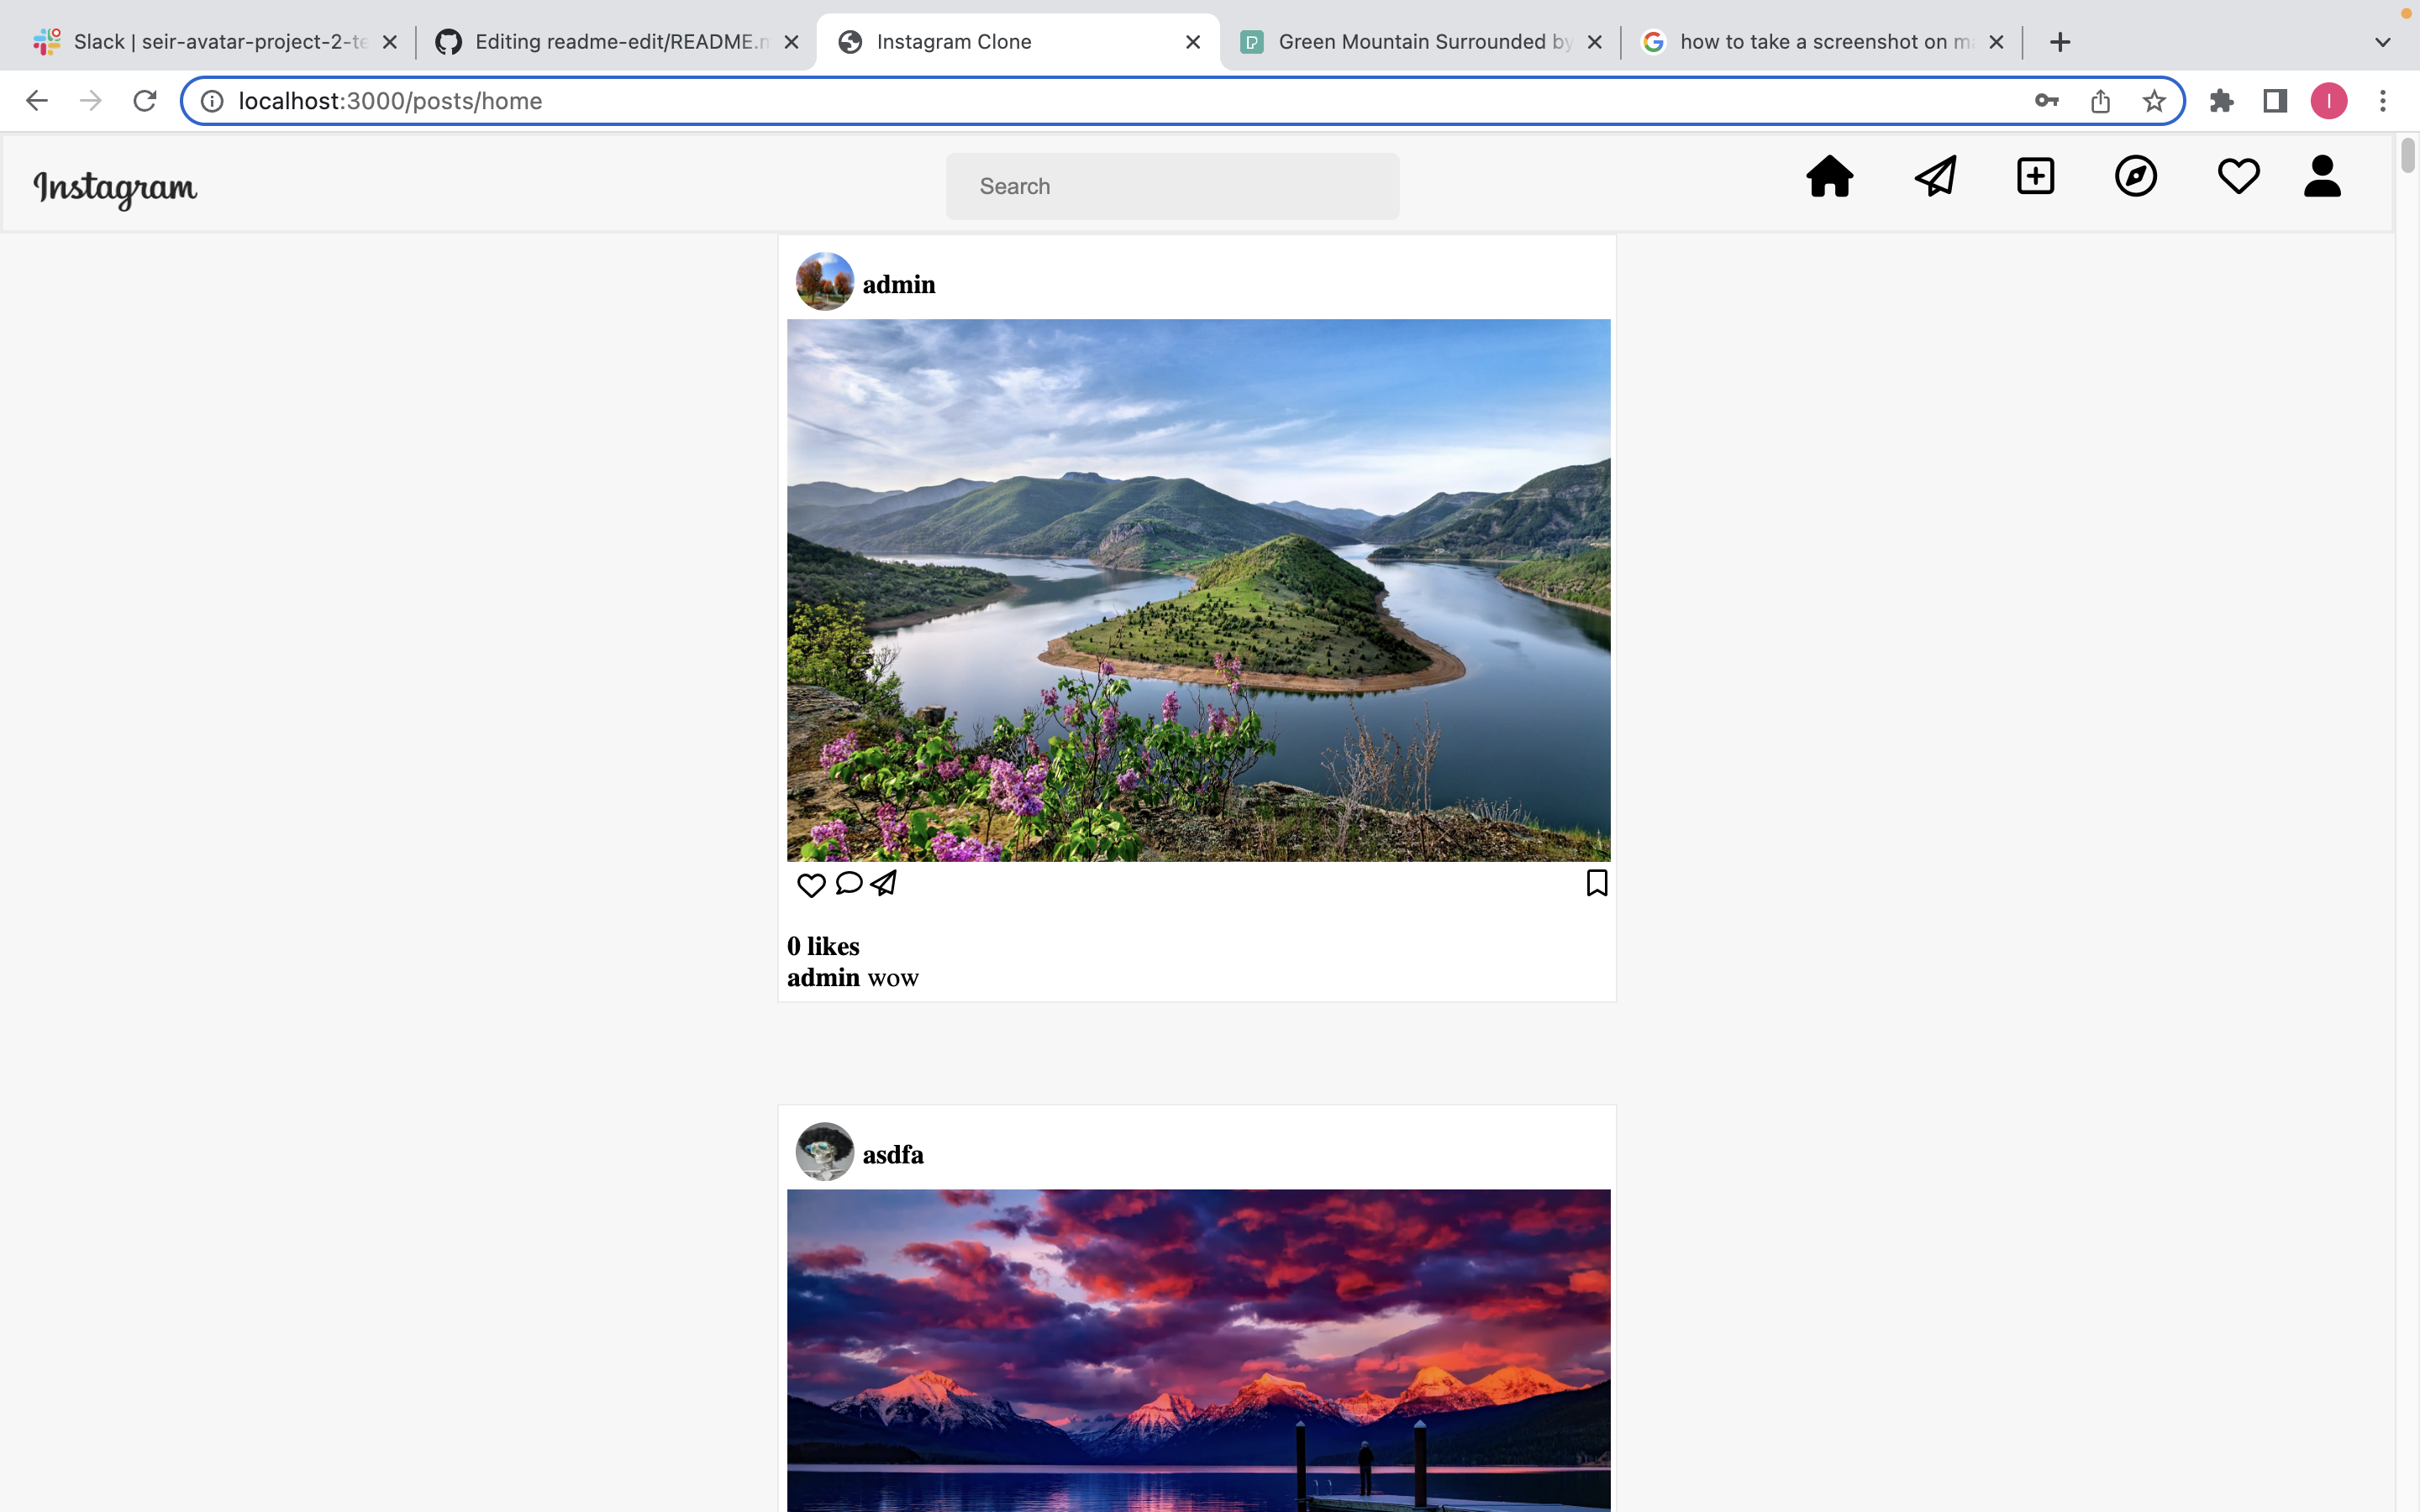 Slack | seir-avatar-project-2-te
Editing readme-edit/README.m
Instagram Clone
Green Mountain Surrounded by
how to take a screenshot on ma
localhost:3000/posts/home
I
Instagram
Search
admin
0 likes
admin wow
asdfa